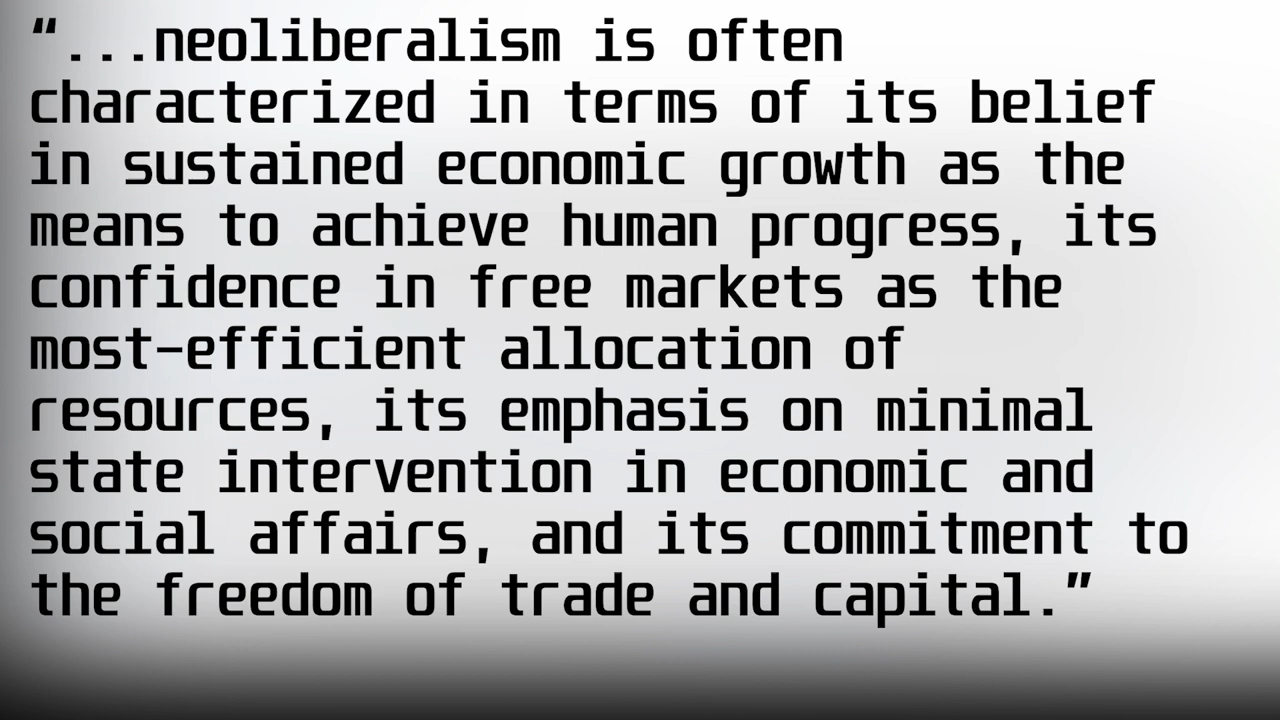 “...neoliberalism is often
characterized in terms of its belief
in sustained economic growth as the
means to achieve human progress, its
confidence in free markets as the
most-efficient allocation of
resources, its emphasis on minimal
state intervention in economic and
social affairs, and its commitment to
the freedom of trade and capital.”